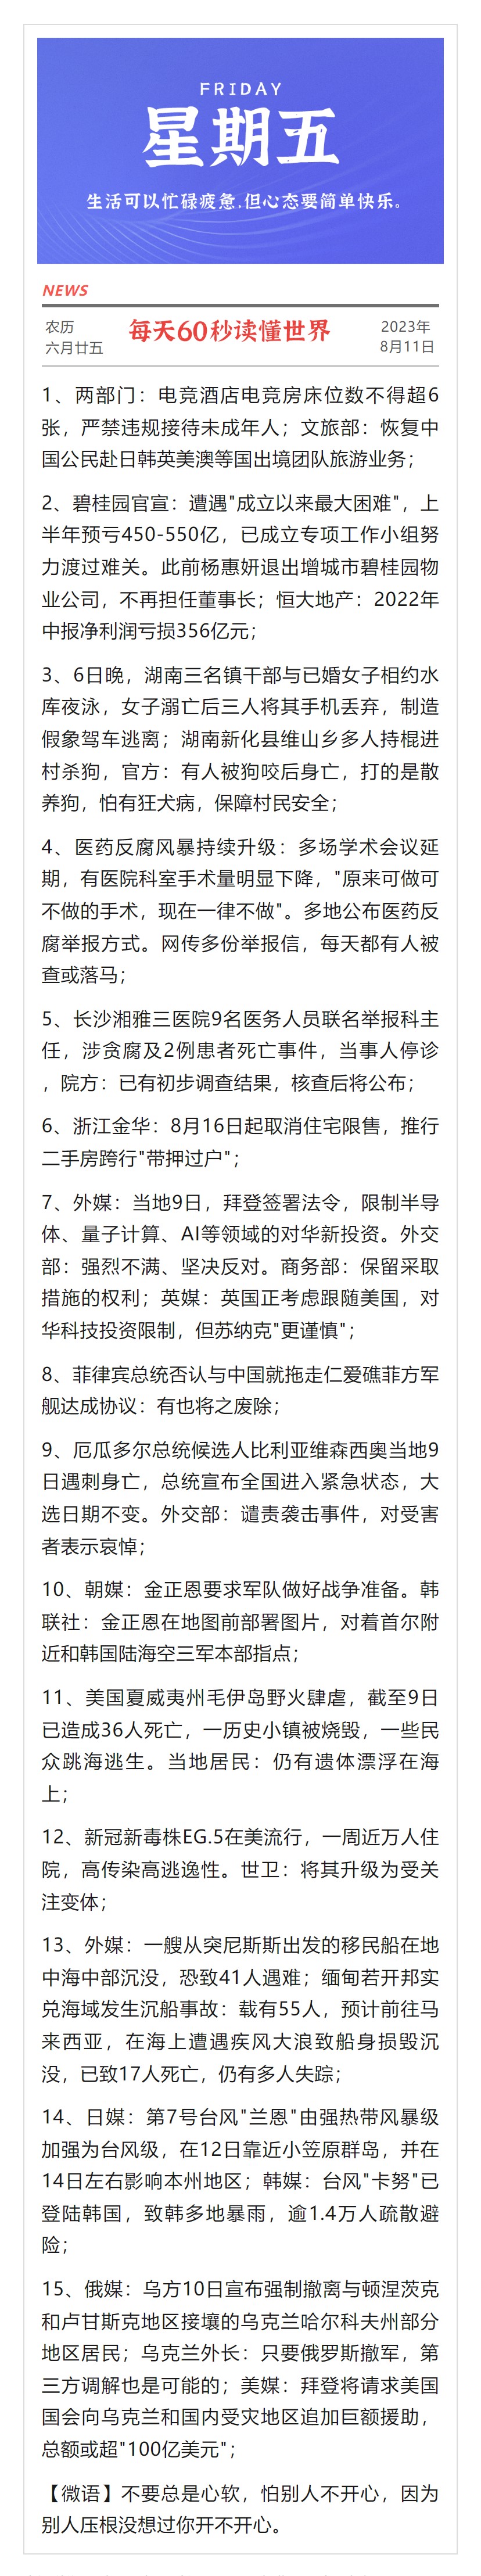 FRIDAY
星期五
生活可以忙碌疲惫,但心态要简单快乐。
NEWS
农历
六月廿五
每天60秒读懂世界
2023年
8月11日
1、两部门：电竞酒店电竞房床位数不得超6
张，严禁违规接待未成年人；文旅部：恢复中
国公民赴日韩英美澳等国出境团队旅游业务；
2、碧桂园官宣：遭遇"成立以来最大困难"，上
半年预亏450-550亿，已成立专项工作小组努
力渡过难关。此前杨惠妍退出增城市碧桂园物
业公司，不再担任董事长；恒大地产：2022年
中报净利润亏损356亿元；
3、6日晚，湖南三名镇干部与已婚女子相约水
库夜泳，女子溺亡后三人将其手机丢弃，制造
假象驾车逃离；湖南新化县维山乡多人持棍进
村杀狗，官方：有人被狗咬后身亡，打的是散
养狗，怕有狂犬病，保障村民安全；
4、医药反腐风暴持续升级：多场学术会议延
期，有医院科室手术量明显下降，"原来可做可
不做的手术，现在一律不做"。多地公布医药反
腐举报方式。网传多份举报信，每天都有人被
查或落马；
5、长沙湘雅三医院9名医务人员联名举报科主
任，涉贪腐及2例患者死亡事件，当事人停诊
，院方：已有初步调查结果，核查后将公布；
6、浙江金华：8月16日起取消住宅限售，推行
二手房跨行"带押过户"；
7、外媒：当地9日，拜登签署法令，限制半导
体、量子计算、AI等领域的对华新投资。外交
部：强烈不满、坚决反对。商务部：保留采取
措施的权利；英媒：英国正考虑跟随美国，对
华科技投资限制，但苏纳克"更谨慎"；
8、菲律宾总统否认与中国就拖走仁爱礁菲方军
舰达成协议：有也将之废除；
9、厄瓜多尔总统候选人比利亚维森西奥当地9
日遇刺身亡，总统宣布全国进入紧急状态，大
选日期不变。外交部：谴责袭击事件，对受害
者表示哀悼；
10、朝媒：金正恩要求军队做好战争准备。韩
联社：金正恩在地图前部署图片，对着首尔附
近和韩国陆海空三军本部指点；
11、美国夏威夷州毛伊岛野火肆虐，截至9日
已造成36人死亡，一历史小镇被烧毁，一些民
众跳海逃生。当地居民：仍有遗体漂浮在海
上；
12、新冠新毒株EG.5在美流行，一周近万人住
院，高传染高逃逸性。世卫：将其升级为受关
注变体；
13、外媒：一艘从突尼斯斯出发的移民船在地
中海中部沉没，恐致41人遇难；缅甸若开邦实
兑海域发生沉船事故：载有55人，预计前往马
来西亚，在海上遭遇疾风大浪致船身损毁沉
没，已致17人死亡，仍有多人失踪；
14、日媒：第7号台风"兰恩"由强热带风暴级
加强为台风级，在12日靠近小笠原群岛，并在
14日左右影响本州地区；韩媒：台风"卡努"已
登陆韩国，致韩多地暴雨，逾1.4万人疏散避
险；
15、俄媒：乌方10日宣布强制撤离与顿涅茨克
和卢甘斯克地区接壤的乌克兰哈尔科夫州部分
地区居民；乌克兰外长：只要俄罗斯撤军，第
三方调解也是可能的；美媒：拜登将请求美国
国会向乌克兰和国内受灾地区追加巨额援助，
总额或超"100亿美元"；
【微语】不要总是心软，怕别人不开心，因为
别人压根没想过你开不开心。